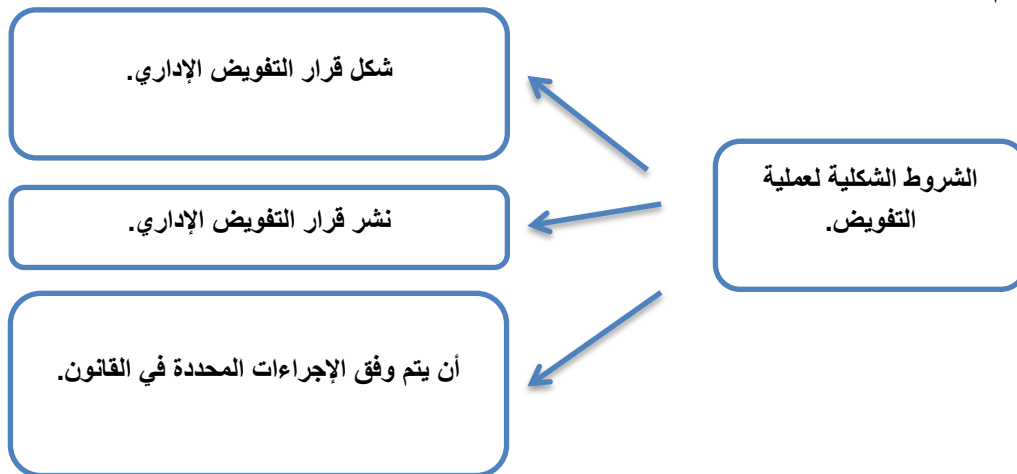 الشروط الشكلية لعملية
التفويض.
شكل قرار التفويض الإداري.
نشر قرار التفويض الإداري.
أن يتم وفق الإجراءات المحددة في القانون.